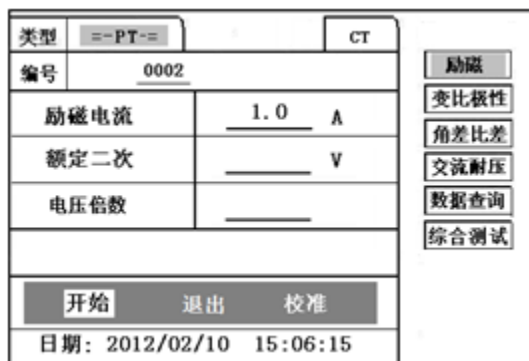 类型 =-PT-= CT
编号 0002
励磁电流 1.0 A
额定二次 V
电压倍数
开始 退出 校准
日期: 2012/02/10 15:06:15
励磁
变比极性
角差比差
交流耐压
数据查询
综合测试